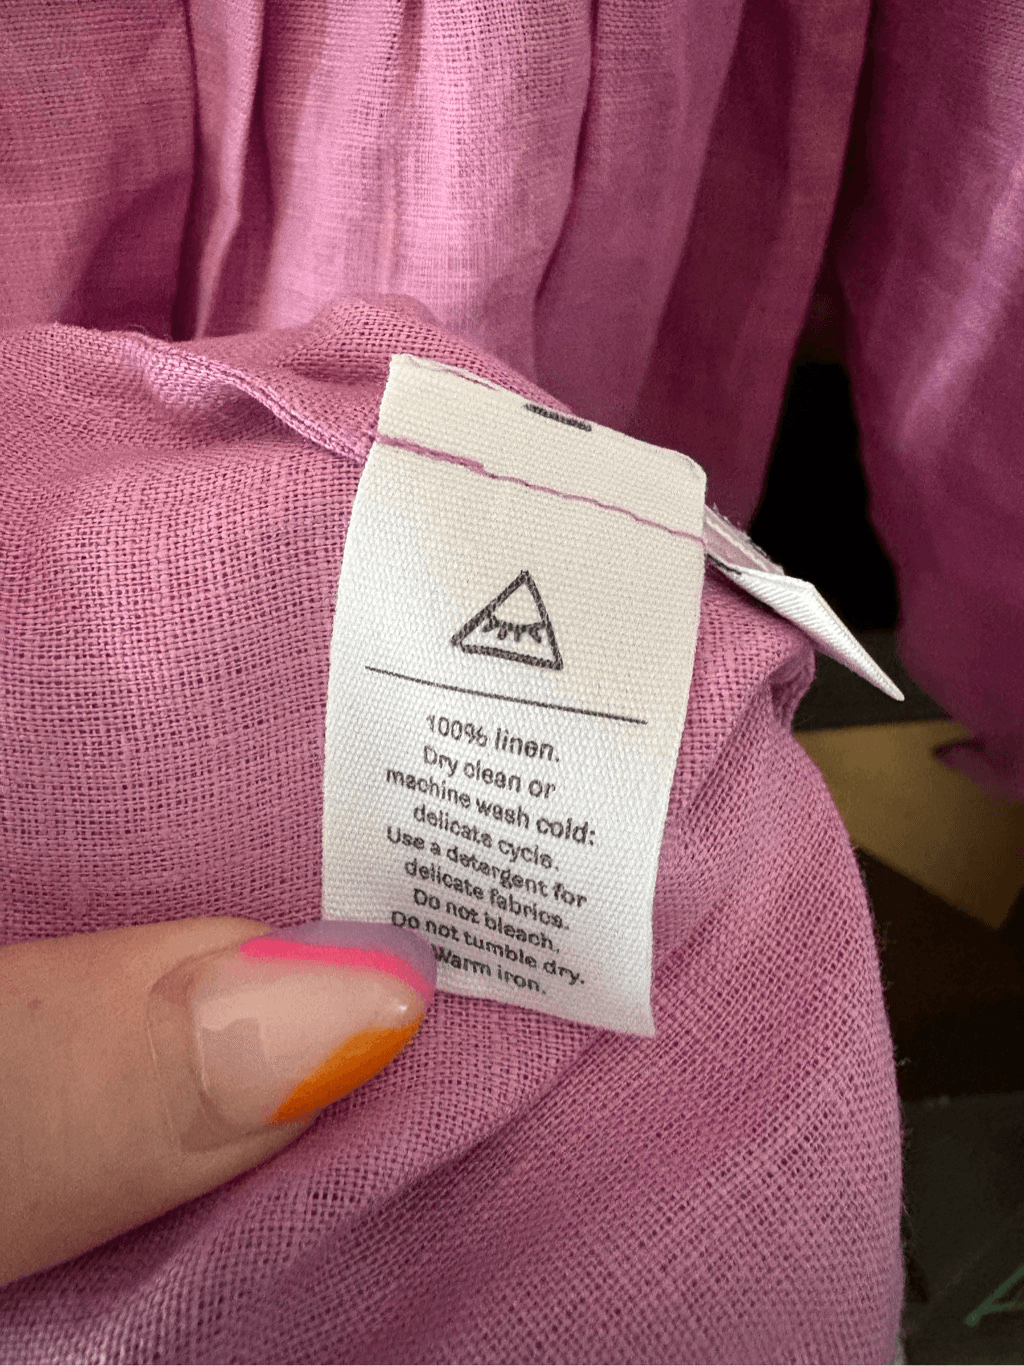 100% linen.
Dry clean or
machine wash cold:
delicate cycle.
Use a detergent for
delicate fabrics.
Do not bleach.
Do not tumble dry.
Warm iron.